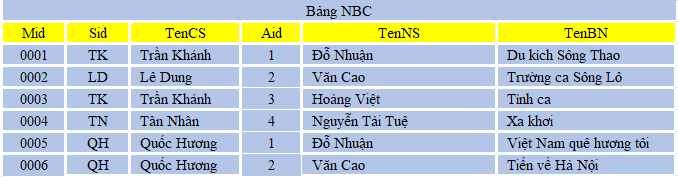 Bảng NBC
Mid Sid TenCS Aid TenNS TenBN
0001 TK Trần Khánh 1 Đỗ Nhuận Du kich Sông Thao
0002 LD Lê Dung 2 Văn Cao Trường ca Sông Lô
0003 TK Trần Khánh 3 Hoàng Việt Tình ca
0004 TN Tân Nhân 4 Nguyễn Tài Tuệ Xa khơi
0005 QH Quốc Hương 1 Đỗ Nhuận Việt Nam quê hương tôi
0006 QH Quốc Hương 2 Văn Cao Tiến về Hà Nội